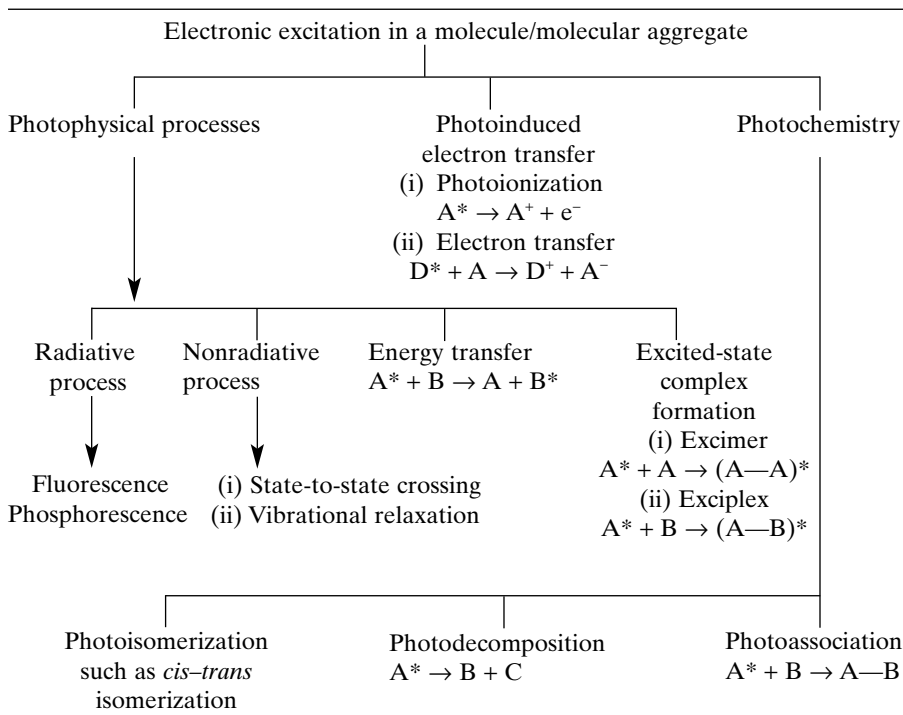 Electronic excitation in a molecule/molecular aggregate
Photophysical processes
Photoinduced
electron transfer
(i) Photoionization
A* → A⁺ + e⁻
(ii) Electron transfer
D* + A → D⁺ + A⁻
Photochemistry
Radiative
process
Nonradiative
process
Energy transfer
A* + B → A + B*
Excited-state
complex
formation
(i) Excimer
A* + A → (A—A)*
(ii) Exciplex
A* + B → (A—B)*
Fluorescence
Phosphorescence
(i) State-to-state crossing
(ii) Vibrational relaxation
Photoisomerization
such as cis–trans
isomerization
Photodecomposition
A* → B + C
Photoassociation
A* + B → A—B